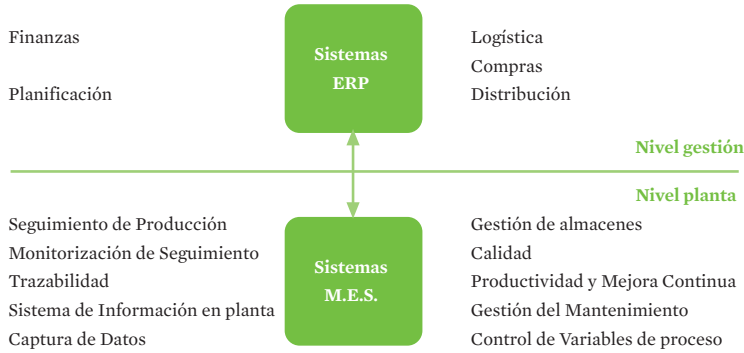 Finanzas
Planificación
Sistemas
ERP
Logística
Compras
Distribución
Nivel gestión
Nivel planta
Seguimiento de Producción
Monitorización de Seguimiento
Trazabilidad
Sistema de Información en planta
Captura de Datos
Sistemas
M.E.S.
Gestión de almacenes
Calidad
Productividad y Mejora Continua
Gestión del Mantenimiento
Control de Variables de proceso